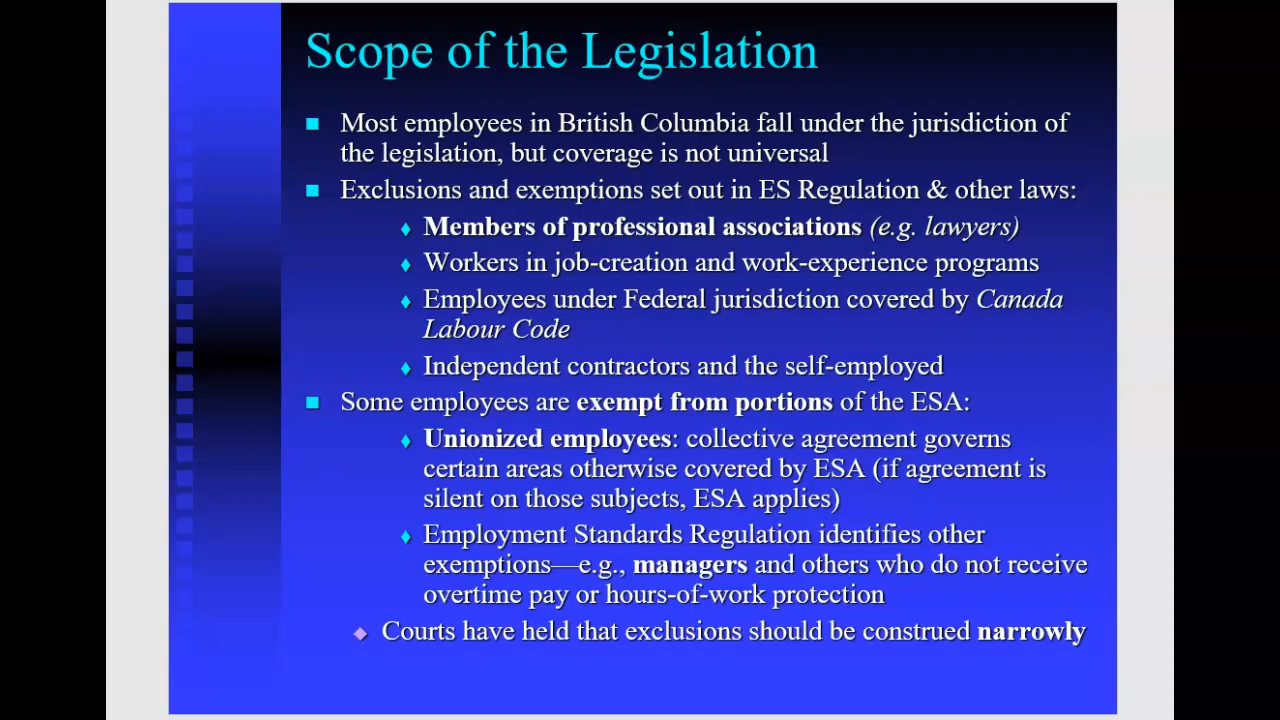 Scope of the Legislation
Most employees in British Columbia fall under the jurisdiction of
the legislation, but coverage is not universal
Exclusions and exemptions set out in ES Regulation & other laws:
Members of professional associations (e.g. lawyers)
Workers in job-creation and work-experience programs
Employees under Federal jurisdiction covered by Canada
Labour Code
Independent contractors and the self-employed
Some employees are exempt from portions of the ESA:
Unionized employees: collective agreement governs
certain areas otherwise covered by ESA (if agreement is
silent on those subjects, ESA applies)
Employment Standards Regulation identifies other
exemptions—e.g., managers and others who do not receive
overtime pay or hours-of-work protection
Courts have held that exclusions should be construed narrowly